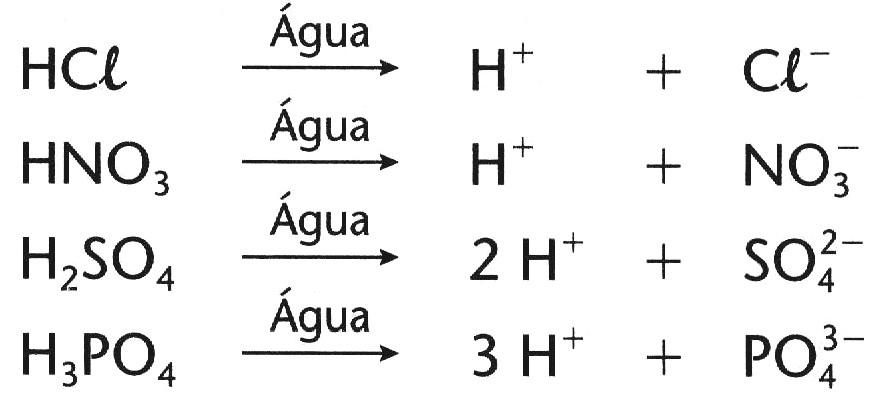 HCℓ Água H⁺ + Cℓ⁻
HNO₃ Água H⁺ + NO₃⁻
H₂SO₄ Água 2 H⁺ + SO₄²⁻
H₃PO₄ Água 3 H⁺ + PO₄³⁻